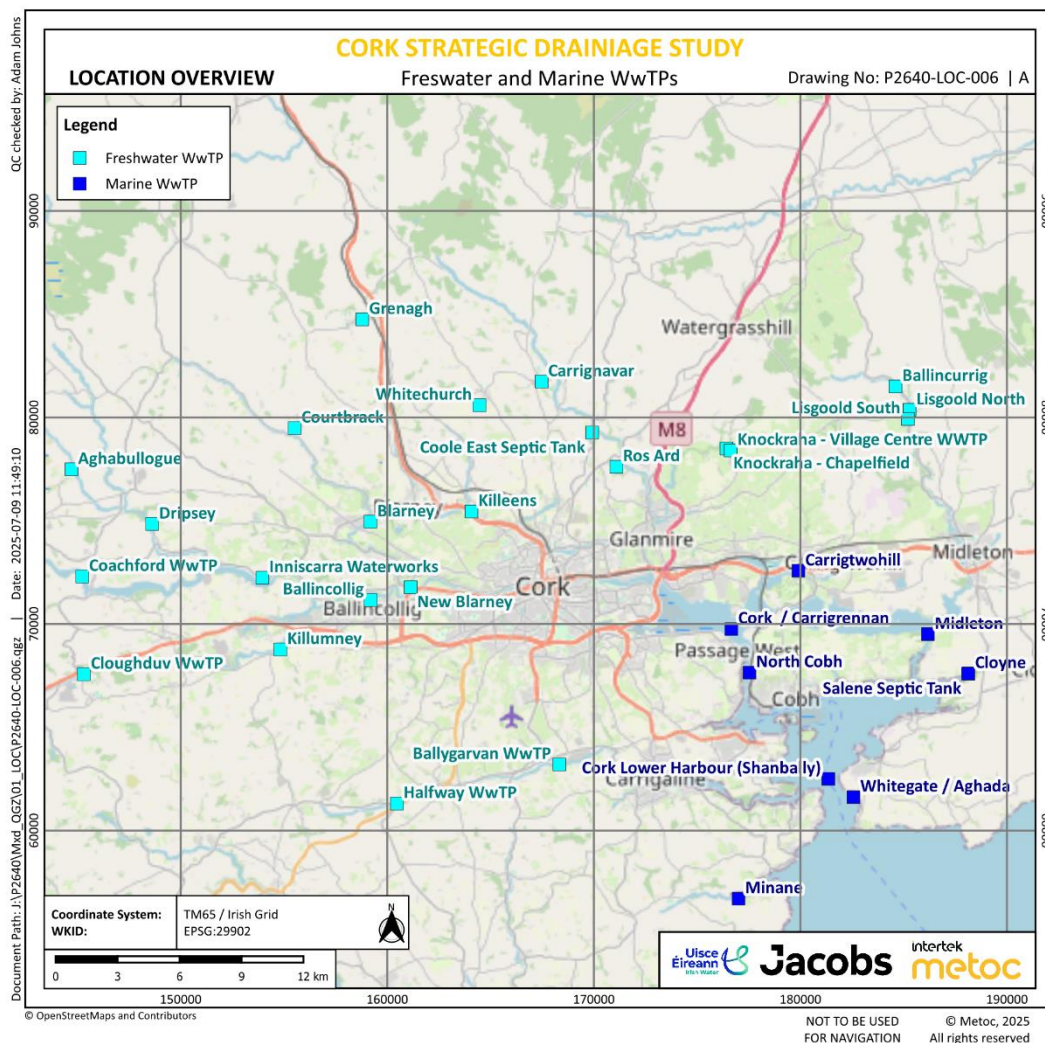 CORK STRATEGIC DRAINIAGE STUDY
LOCATION OVERVIEW
Freswater and Marine WwTPs
Drawing No: P2640-LOC-006 | A
QC checked by: Adam Johns
Date: 2025-07-09 11:49:10
Document Path: J:\P2640\Mxd_QGZ\01_LOC\P2640-LOC-006.qgz
Legend
Freshwater WwTP
Marine WwTP
90000
90000
Grenagh
Watergrasshill
Carrignavar
Ballincurrig
Whitechurch
Lisgoold North
Lisgoold South
80000
80000
Courtbrack
M8
Coole East Septic Tank
Knockraha - Village Centre WWTP
Ros Ard
Knockraha - Chapelfield
Aghabullogue
Killeens
Blarney
Dripsey
Glanmire
Midleton
Carrigtwohill
Coachford WwTP
Inniscarra Waterworks
Cork
Ballincollig
New Blarney
Ballincollig
70000
70000
Cork / Carrigrennan
Midleton
Killumney
Passage West
Cloughduv WwTP
North Cobh
Cloyne
Salene Septic Tank
Cobh
Ballygarvan WwTP
Cork Lower Harbour (Shanbally)
Carrigaline
Whitegate / Aghada
Halfway WwTP
60000
60000
Minane
Coordinate System:
TM65 / Irish Grid
WKID:
EPSG:29902
N
0 3 6 9 12 km
Uisce
Éireann
Irish Water
Jacobs
intertek
metoc
150000 160000 170000 180000 190000
© OpenStreetMaps and Contributors
NOT TO BE USED
FOR NAVIGATION
© Metoc, 2025
All rights reserved